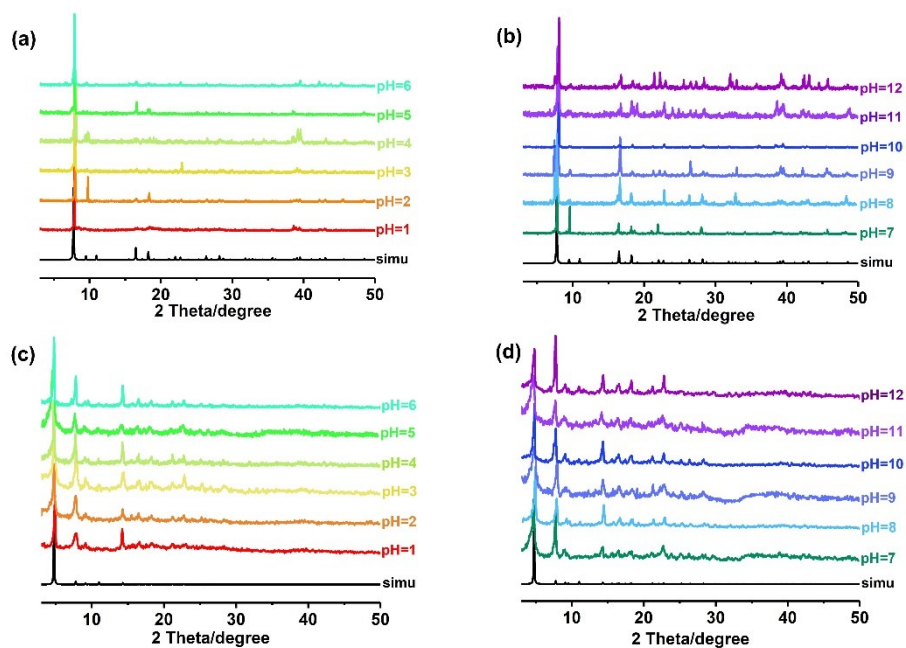 (a)
pH=6
pH=5
pH=4
pH=3
pH=2
pH=1
simu
10 20 30 40 50
2 Theta/degree
(b)
pH=12
pH=11
pH=10
pH=9
pH=8
pH=7
simu
10 20 30 40 50
2 Theta/degree
(c)
pH=6
pH=5
pH=4
pH=3
pH=2
pH=1
simu
10 20 30 40 50
2 Theta/degree
(d)
pH=12
pH=11
pH=10
pH=9
pH=8
pH=7
simu
10 20 30 40 50
2 Theta/degree